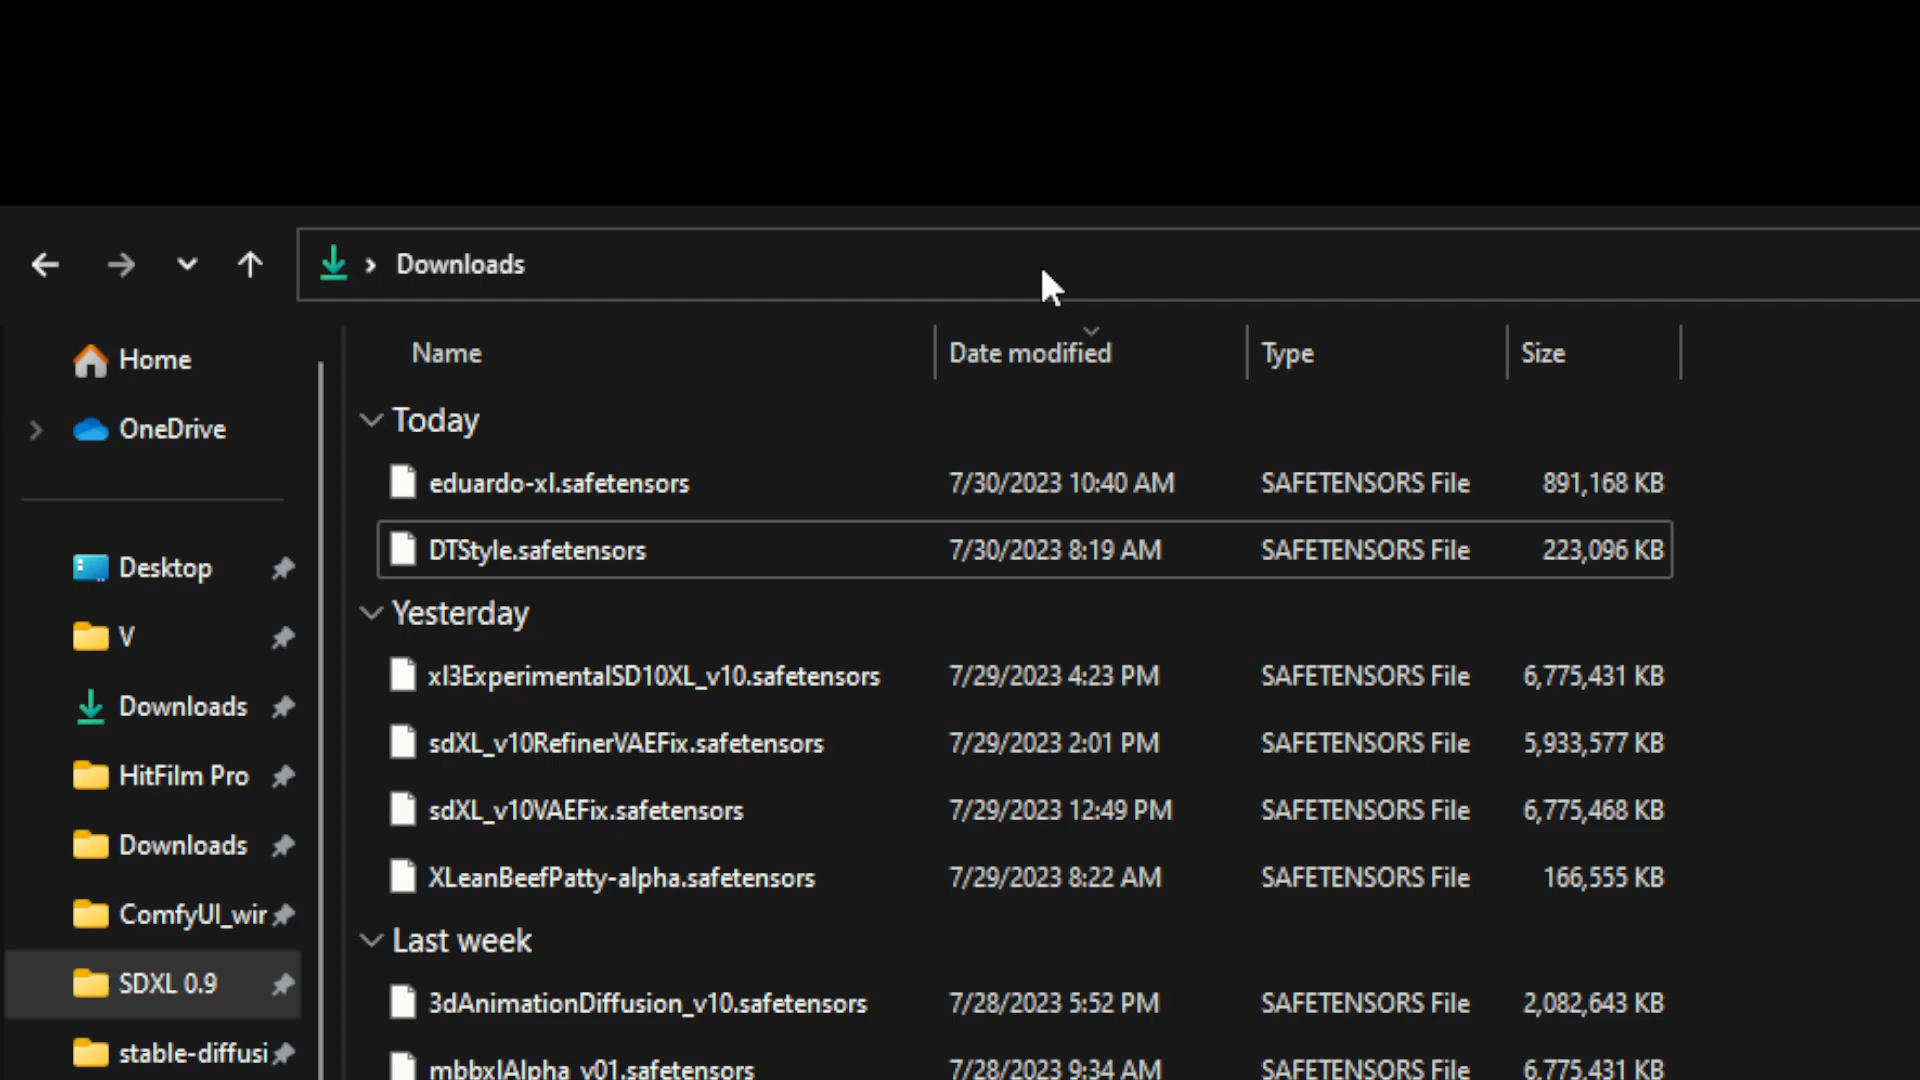 Downloads
Name Date modified Type Size
Home
OneDrive
Desktop
V
Downloads
HitFilm Pro
Downloads
ComfyUI_wir
SDXL 0.9
stable-diffusi
Today
eduardo-xl.safetensors 7/30/2023 10:40 AM SAFETENSORS File 891,168 KB
DTStyle.safetensors 7/30/2023 8:19 AM SAFETENSORS File 223,096 KB
Yesterday
xl3ExperimentalSD10XL_v10.safetensors 7/29/2023 4:23 PM SAFETENSORS File 6,775,431 KB
sdXL_v10RefinerVAEFix.safetensors 7/29/2023 2:01 PM SAFETENSORS File 5,933,577 KB
sdXL_v10VAEFix.safetensors 7/29/2023 12:49 PM SAFETENSORS File 6,775,468 KB
XLeanBeefPatty-alpha.safetensors 7/29/2023 8:22 AM SAFETENSORS File 166,555 KB
Last week
3dAnimationDiffusion_v10.safetensors 7/28/2023 5:52 PM SAFETENSORS File 2,082,643 KB
mbbxlAlpha_v01.safetensors 7/28/2023 9:34 AM SAFETENSORS File 6,775,431 KB